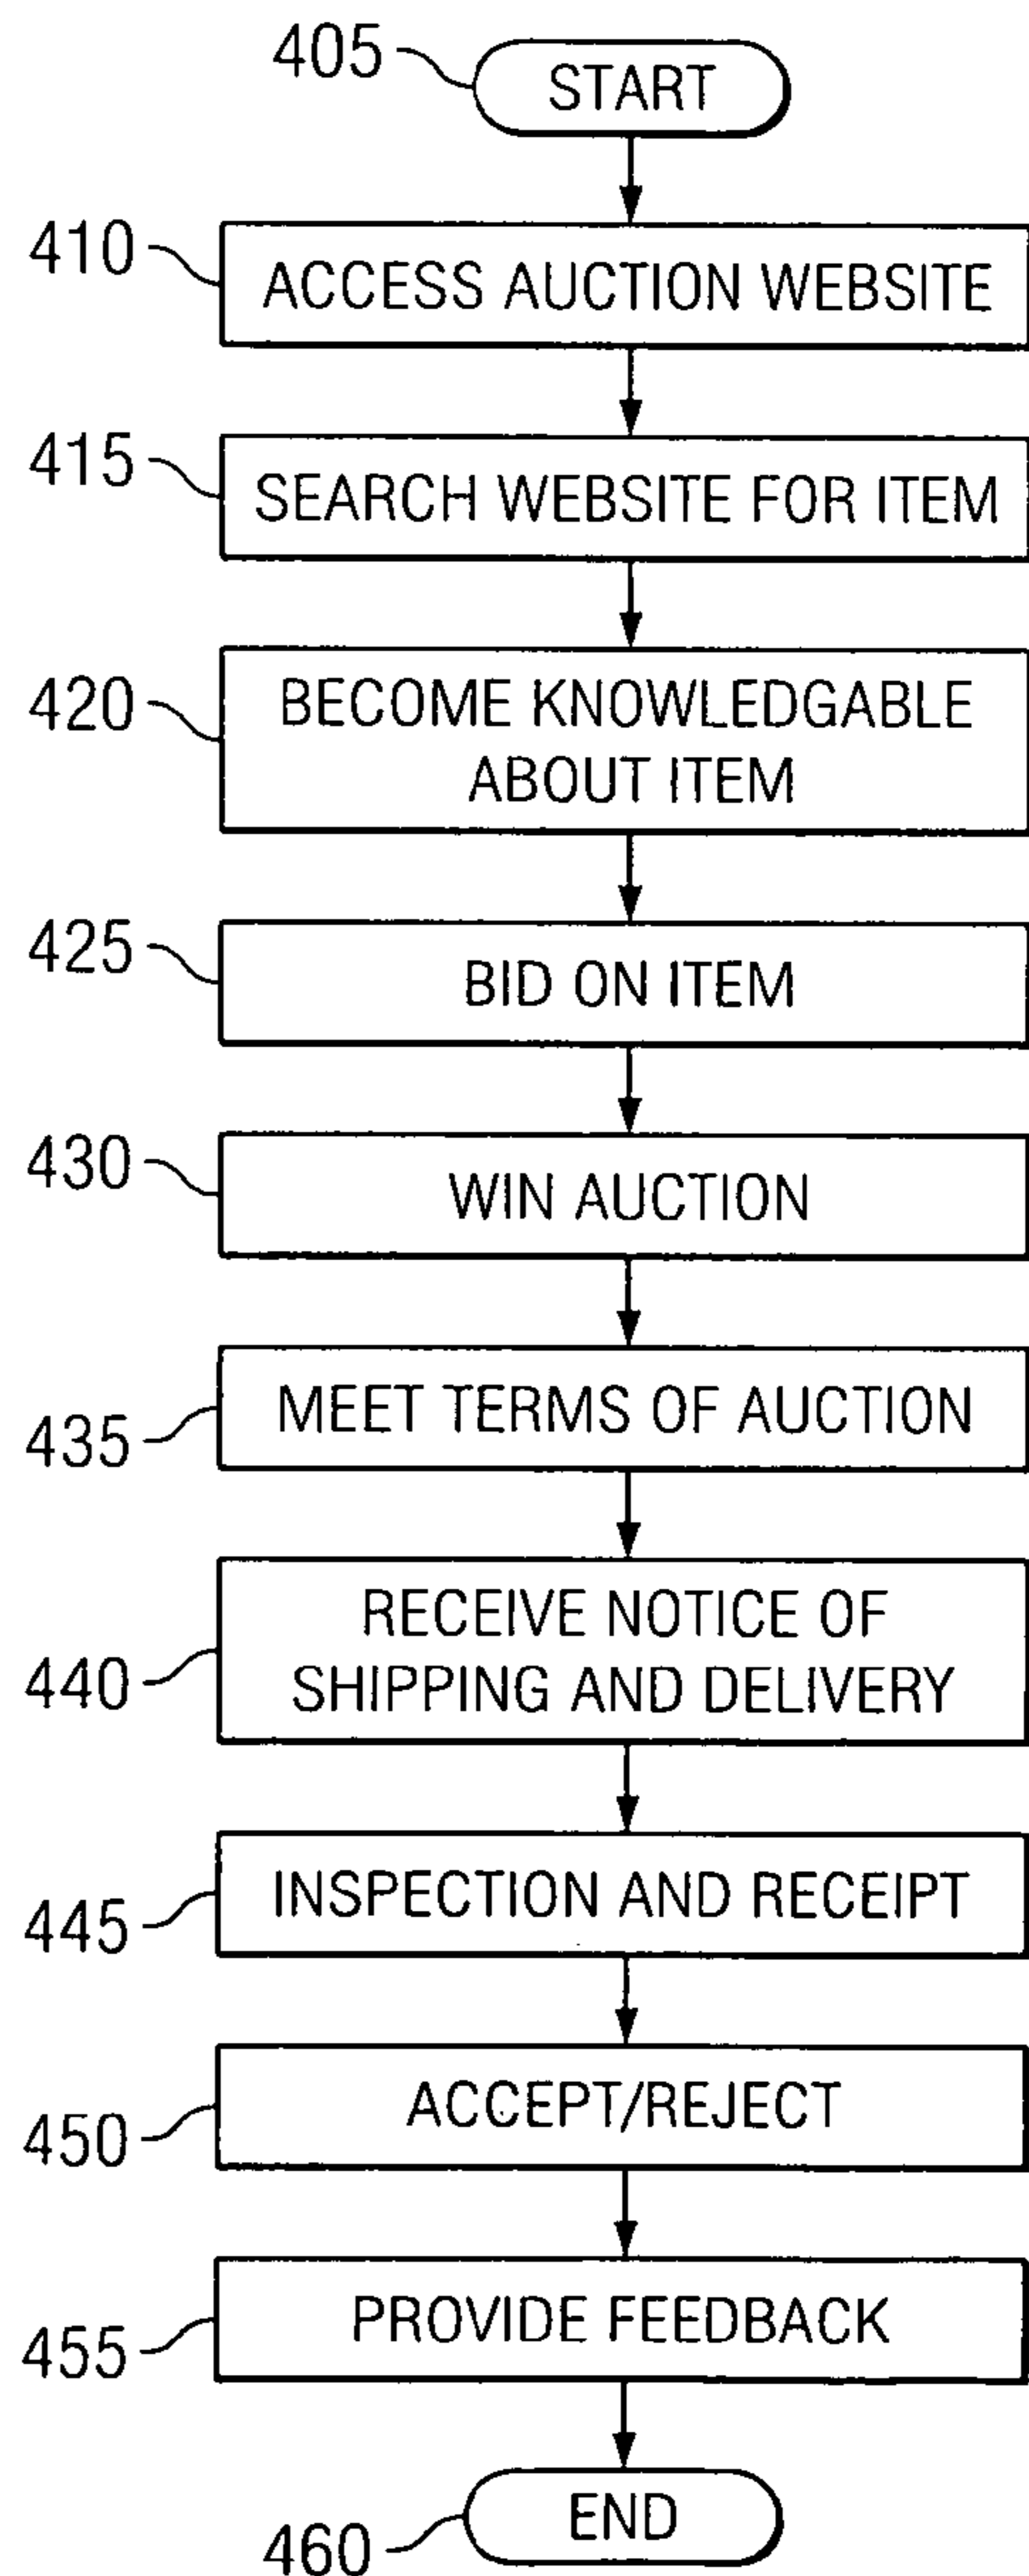 405
START
410
ACCESS AUCTION WEBSITE
415
SEARCH WEBSITE FOR ITEM
420
BECOME KNOWLEDGABLE
ABOUT ITEM
425
BID ON ITEM
430
WIN AUCTION
435
MEET TERMS OF AUCTION
440
RECEIVE NOTICE OF
SHIPPING AND DELIVERY
445
INSPECTION AND RECEIPT
450
ACCEPT/REJECT
455
PROVIDE FEEDBACK
460
END